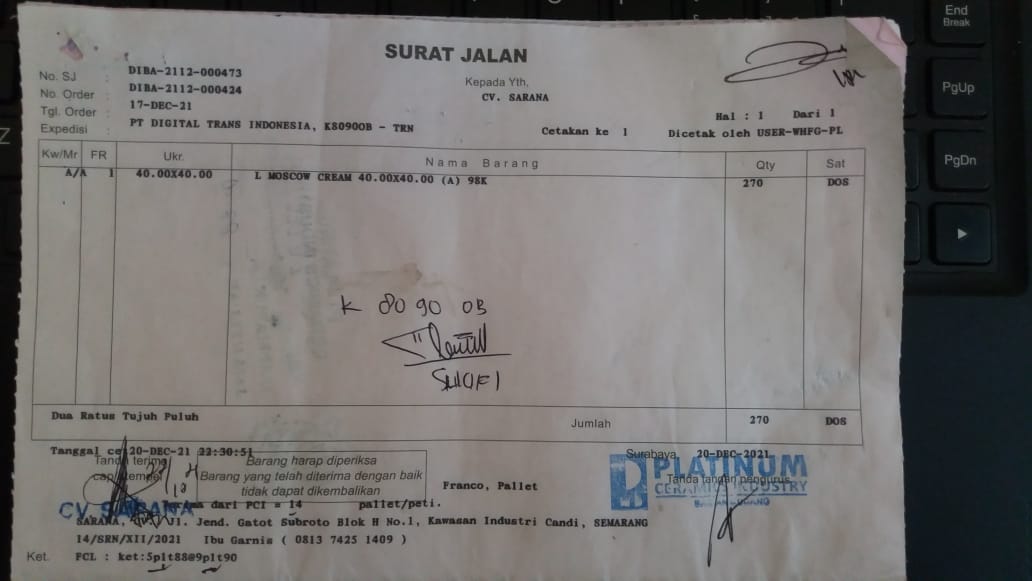 SURAT JALAN
No. SJ : DIBA-2112-000473
No. Order : DIBA-2112-000424
Tgl. Order : 17-DEC-21
Expedisi : PT DIGITAL TRANS INDONESIA, K8090OB - TRN
Kepada Yth,
CV. SARANA
Cetakan ke 1
Hal : 1 Dari 1
Dicetak oleh USER-WHFG-PL
Kw/Mr FR Ukr. Nama Barang Qty Sat
A/A 1 40.00X40.00 L MOSCOW CREAM 40.00X40.00 (A) 98K 270 DOS
K 8090 OB
Dua Ratus Tujuh Puluh Jumlah 270 DOS
Tanggal ce 20-DEC-21 22:30:51
Surabaya, 20-DEC-2021
Tanda terima
cap/stempel
Barang harap diperiksa
Barang yang telah diterima dengan baik
tidak dapat dikembalikan
Franco, Pallet
PLATINUM
CERAMICS INDUSTRY
Tanda tangan pengurus
CV SARANA
dari PCI = 14 pallet/peti.
SARANA, Jl. Jend. Gatot Subroto Blok H No.1, Kawasan Industri Candi, SEMARANG
14/SRN/XII/2021 Ibu Garnis ( 0813 7425 1409 )
Ket. FCL : ket:5plt88@9plt90
End
Break
PgUp
PgDn
Z